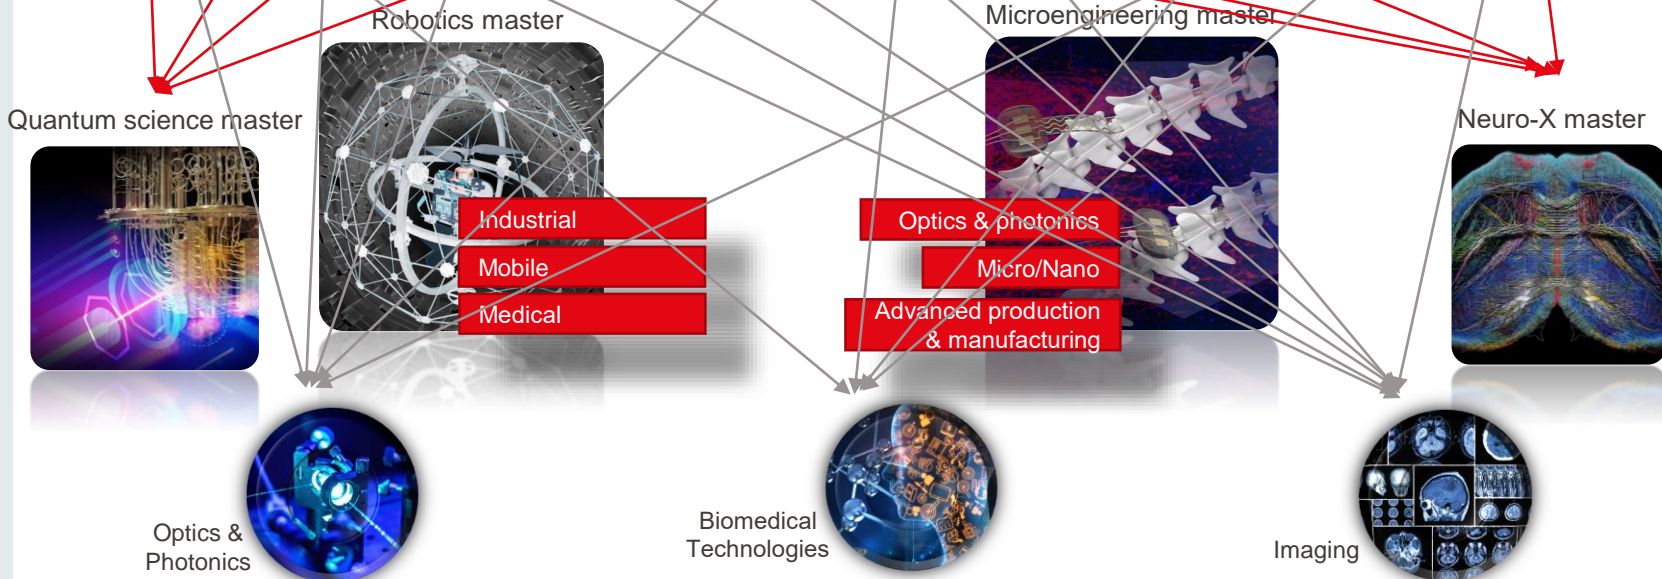 Robotics master
Microengineering master
Quantum science master
Neuro-X master
Industrial
Mobile
Medical
Optics & photonics
Micro/Nano
Advanced production
& manufacturing
Optics &
Photonics
Biomedical
Technologies
Imaging